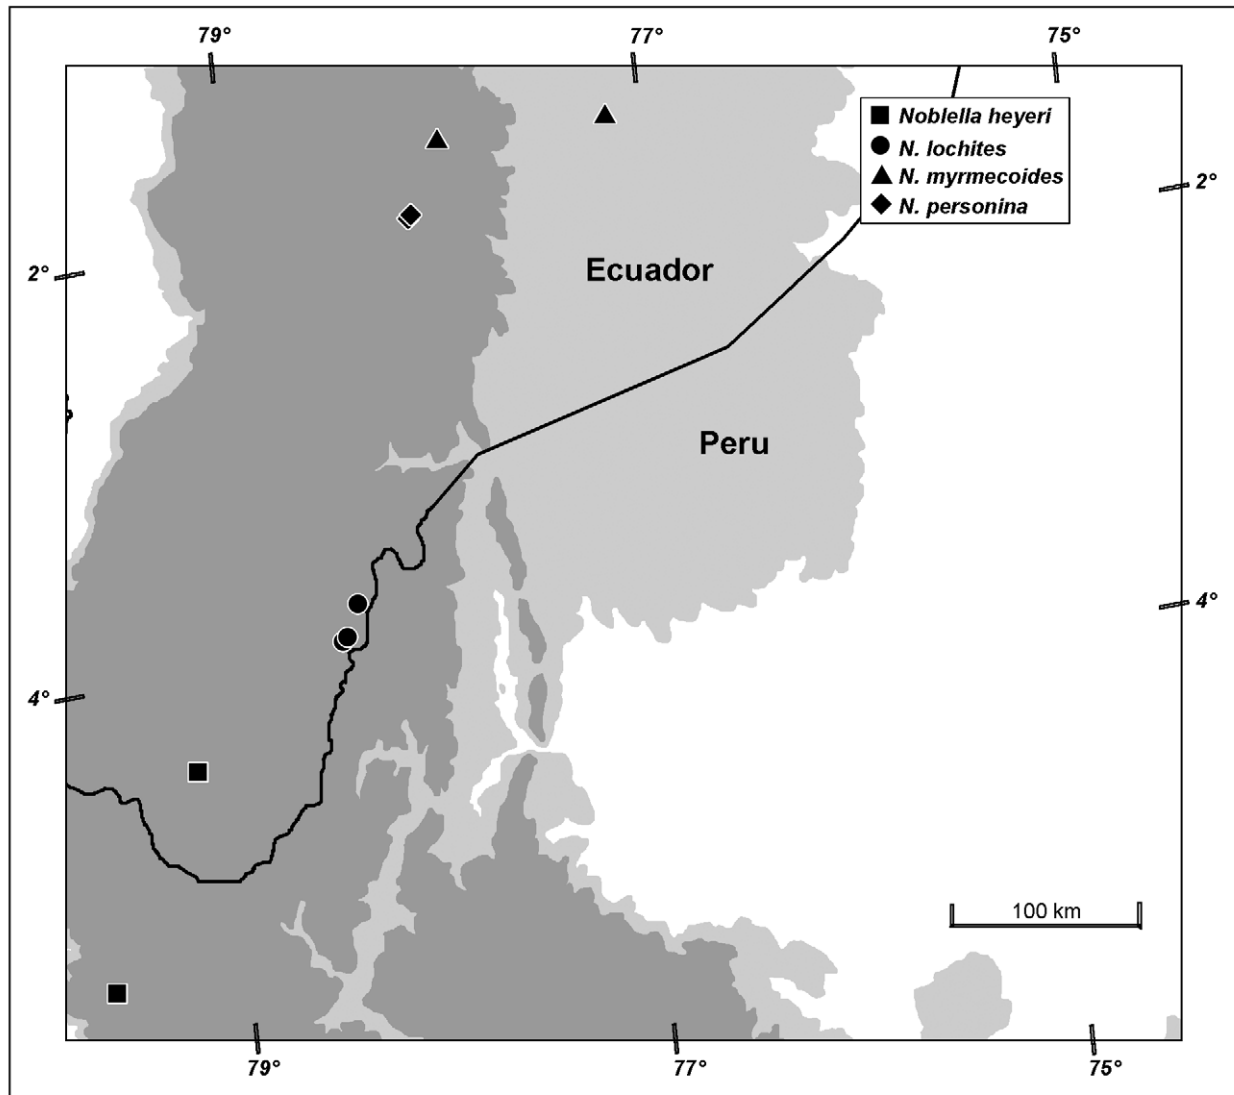 79°
77°
75°
Noblella heyeri
N. lochites
N. myrmecoides
N. personina
2°
2°
Ecuador
Peru
4°
4°
100 km
79°
77°
75°